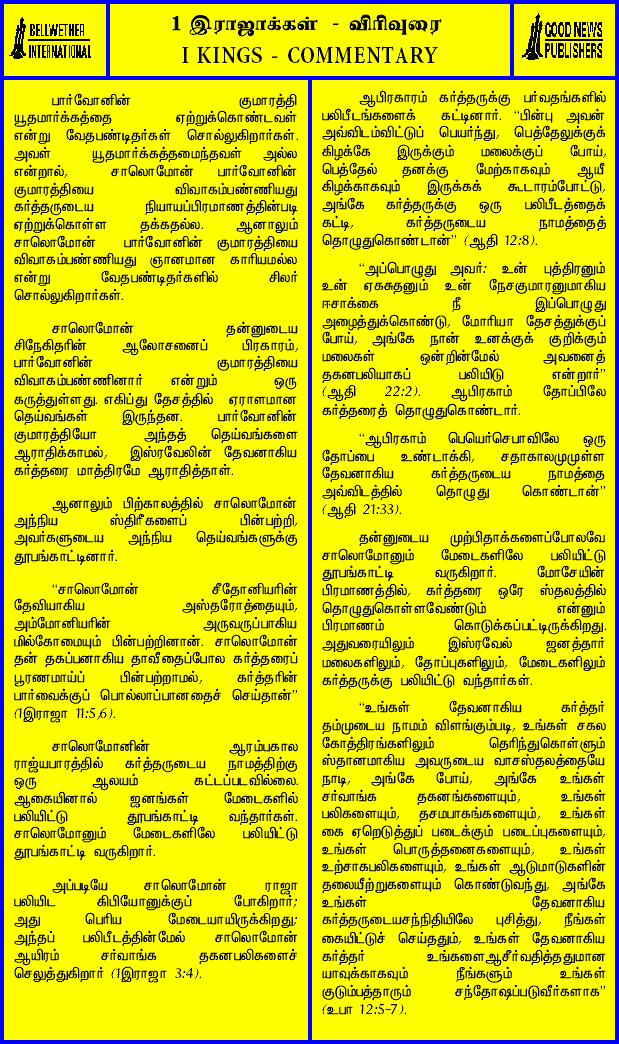 BELLWETHER
INTERNATIONAL
1 இராஜாக்கள் - விரிவுரை
I KINGS - COMMENTARY
GOOD NEWS
PUBLISHERS
பார்வோனின் குமாரத்தி
யூதமார்க்கத்தை ஏற்றுக்கொண்டவள்
என்று வேதபண்டிதர்கள் சொல்லுகிறார்கள்.
அவள் யூதமார்க்கத்தமைந்தவள் அல்ல
என்றால், சாலொமோன் பார்வோனின்
குமாரத்தியை விவாகம்பண்ணியது
கர்த்தருடைய நியாயப்பிரமாணத்தின்படி
ஏற்றுக்கொள்ள தக்கதல்ல. ஆனாலும்
சாலொமோன் பார்வோனின் குமாரத்தியை
விவாகம்பண்ணியது ஞானமான காரியமல்ல
என்று வேதபண்டிதர்களில் சிலர்
சொல்லுகிறார்கள்.
சாலொமோன் தன்னுடைய
சிநேகிதரின் ஆலோசனைப் பிரகாரம்,
பார்வோனின் குமாரத்தியை
விவாகம்பண்ணினார் என்றும் ஒரு
கருத்துள்ளது. எகிப்து தேசத்தில் ஏராளமான
தெய்வங்கள் இருந்தன. பார்வோனின்
குமாரத்தியோ அந்தத் தெய்வங்களை
ஆராதிக்காமல், இஸ்ரவேலின் தேவனாகிய
கர்த்தரை மாத்திரமே ஆராதித்தாள்.
ஆனாலும் பிற்காலத்தில் சாலொமோன்
அந்நிய ஸ்திரீகளைப் பின்பற்றி,
அவர்களுடைய அந்நிய தெய்வங்களுக்கு
தூபங்காட்டினார்.
“சாலொமோன் சீதோனியரின்
தேவியாகிய அஸ்தரோத்தையும்,
அம்மோனியரின் அருவருப்பாகிய
மில்கோமையும் பின்பற்றினான். சாலொமோன்
தன் தகப்பனாகிய தாவீதைப்போல கர்த்தரைப்
பூரணமாய்ப் பின்பற்றாமல், கர்த்தரின்
பார்வைக்குப் பொல்லாப்பானதைச் செய்தான்”
(1இராஜா 11:5,6).
சாலொமோனின் ஆரம்பகால
ராஜ்யபாரத்தில் கர்த்தருடைய நாமத்திற்கு
ஒரு ஆலயம் கட்டப்படவில்லை.
ஆகையினால் ஜனங்கள் மேடைகளில்
பலியிட்டு தூபங்காட்டி வந்தார்கள்.
சாலொமோனும் மேடைகளிலே பலியிட்டு
தூபங்காட்டி வருகிறார்.
அப்படியே சாலொமோன் ராஜா
பலியிட கிபியோனுக்குப் போகிறார்;
அது பெரிய மேடையாயிருக்கிறது;
அந்தப் பலிபீடத்தின்மேல் சாலொமோன்
ஆயிரம் சர்வாங்க தகனபலிகளைச்
செலுத்துகிறார் (1இராஜா 3:4).
ஆபிரகாரம் கர்த்தருக்கு பர்வதங்களில்
பலிபீடங்களைக் கட்டினார். “பின்பு அவன்
அவ்விடம்விட்டுப் பெயர்ந்து, பெத்தேலுக்குக்
கிழக்கே இருக்கும் மலைக்குப் போய்,
பெத்தேல் தனக்கு மேற்காகவும் ஆயீ
கிழக்காகவும் இருக்கக் கூடாரம்போட்டு,
அங்கே கர்த்தருக்கு ஒரு பலிபீடத்தைக்
கட்டி, கர்த்தருடைய நாமத்தைத்
தொழுதுகொண்டான்” (ஆதி 12:8).
“அப்பொழுது அவர்: உன் புத்திரனும்
உன் ஏகசுதனும் உன் நேசகுமாரனுமாகிய
ஈசாக்கை நீ இப்பொழுது
அழைத்துக்கொண்டு, மோரியா தேசத்துக்குப்
போய், அங்கே நான் உனக்குக் குறிக்கும்
மலைகள் ஒன்றின்மேல் அவனைத்
தகனபலியாகப் பலியிடு என்றார்”
(ஆதி 22:2). ஆபிரகாம் தோப்பிலே
கர்த்தரைத் தொழுதுகொண்டார்.
“ஆபிரகாம் பெயெர்செபாவிலே ஒரு
தோப்பை உண்டாக்கி, சதாகாலமுமுள்ள
தேவனாகிய கர்த்தருடைய நாமத்தை
அவ்விடத்தில் தொழுது கொண்டான்”
(ஆதி 21:33).
தன்னுடைய முற்பிதாக்களைப்போலவே
சாலொமோனும் மேடைகளிலே பலியிட்டு
தூபங்காட்டி வருகிறார். மோசேயின்
பிரமாணத்தில், கர்த்தரை ஒரே ஸ்தலத்தில்
தொழுதுகொள்ளவேண்டும் என்னும்
பிரமாணம் கொடுக்கப்பட்டிருக்கிறது.
அதுவரையிலும் இஸ்ரவேல் ஜனத்தார்
மலைகளிலும், தோப்புகளிலும், மேடைகளிலும்
கர்த்தருக்கு பலியிட்டு வந்தார்கள்.
“உங்கள் தேவனாகிய கர்த்தர்
தம்முடைய நாமம் விளங்கும்படி, உங்கள் சகல
கோத்திரங்களிலும் தெரிந்துகொள்ளும்
ஸ்தானமாகிய அவருடைய வாசஸ்தலத்தையே
நாடி, அங்கே போய், அங்கே உங்கள்
சர்வாங்க தகனங்களையும், உங்கள்
பலிகளையும், தசமபாகங்களையும், உங்கள்
கை ஏறெடுத்துப் படைக்கும் படைப்புகளையும்,
உங்கள் பொருத்தனைகளையும், உங்கள்
உற்சாகபலிகளையும், உங்கள் ஆடுமாடுகளின்
தலையீற்றுகளையும் கொண்டுவந்து, அங்கே
உங்கள் தேவனாகிய
கர்த்தருடையசந்நிதியிலே புசித்து, நீங்கள்
கையிட்டுச் செய்ததும், உங்கள் தேவனாகிய
கர்த்தர் உங்களைஆசீர்வதித்ததுமான
யாவுக்காகவும் நீங்களும் உங்கள்
குடும்பத்தாரும் சந்தோஷப்படுவீர்களாக”
(உபா 12:5-7).